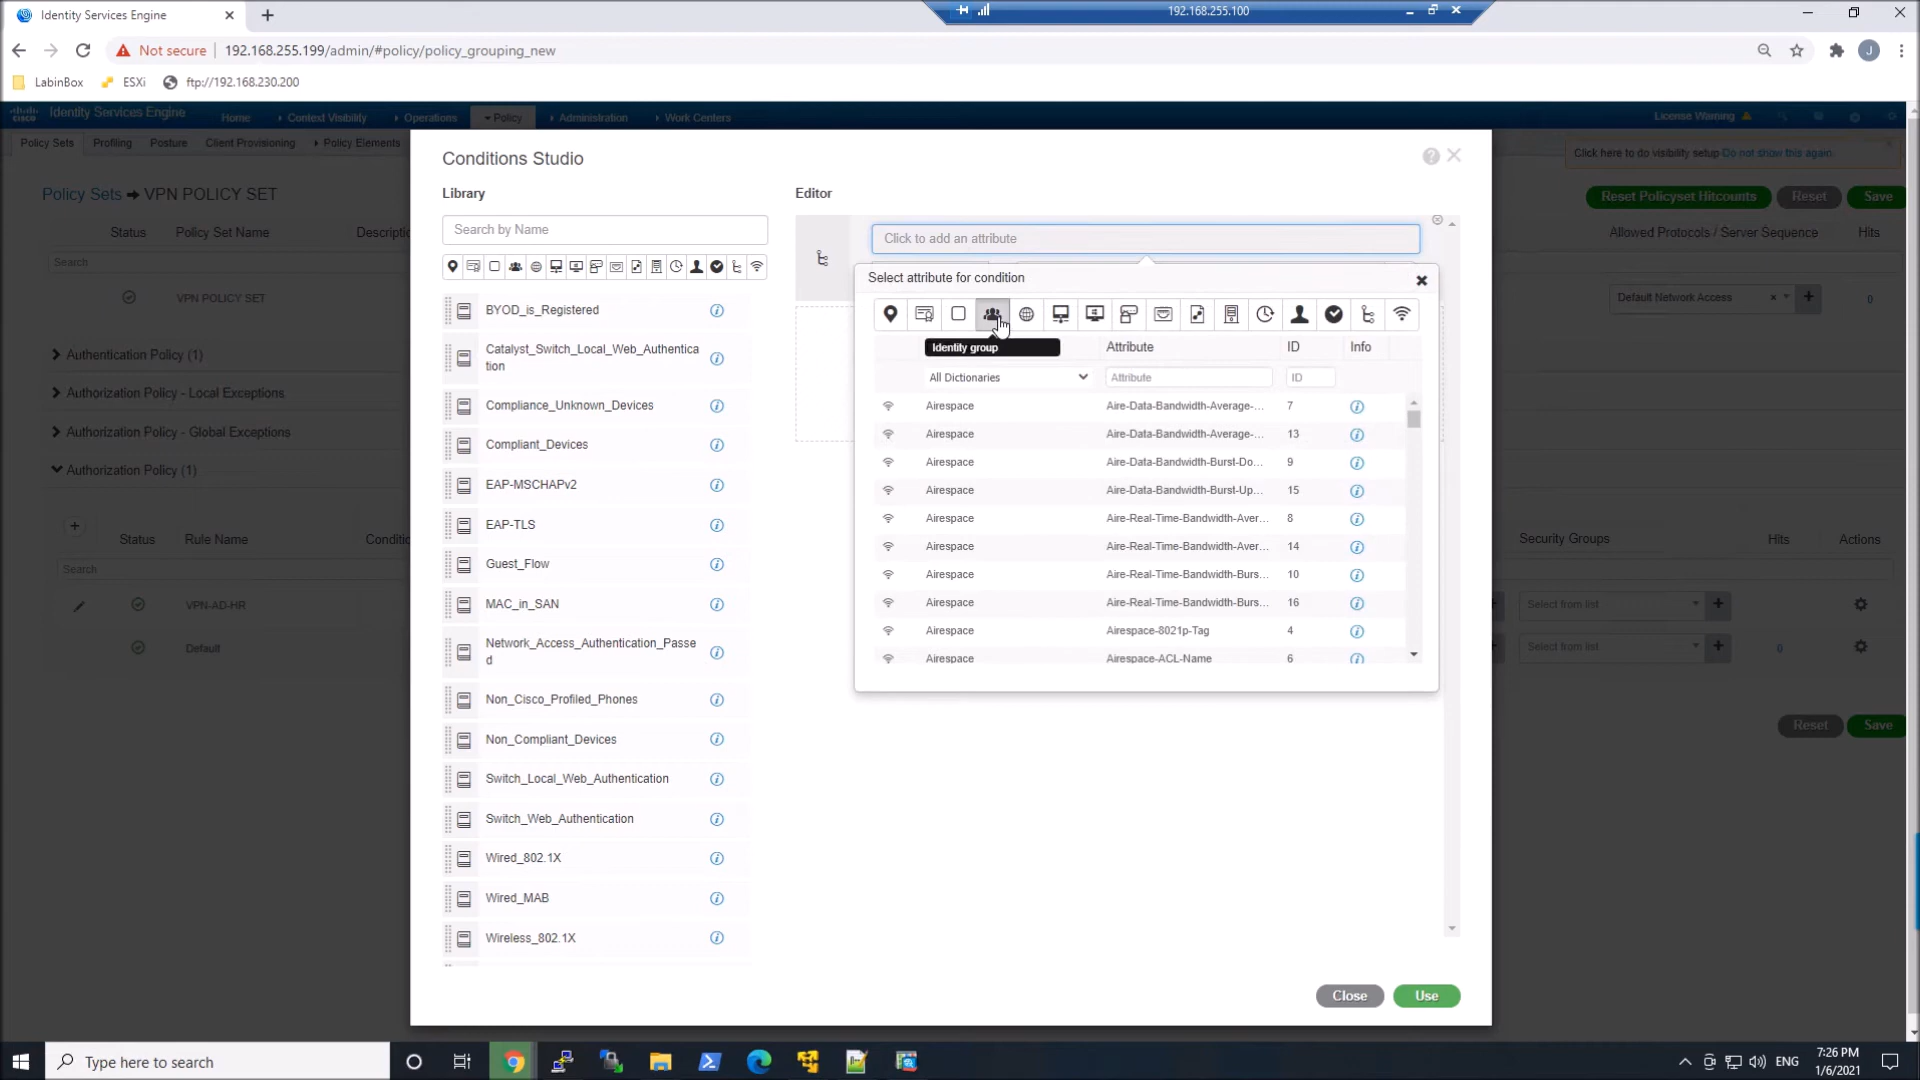 Identity Services Engine
192.168.255.100
Not secure
192.168.255.199/admin/#policy/policy_grouping_new
J
LabinBox
ESXi
ftp://192.168.230.200
CISCO
Identity Services Engine
Home
Context Visibility
Operations
Policy
Administration
Work Centers
License Warning
Policy Sets
Profiling
Posture
Client Provisioning
Policy Elements
Click here to do visibility setup Do not show this again.
Policy Sets → VPN POLICY SET
Reset Policyset Hitcounts
Reset
Save
Status
Policy Set Name
Descriptio
Allowed Protocols / Server Sequence
Hits
Search
VPN POLICY SET
Default Network Access
0
Authentication Policy (1)
Authorization Policy - Local Exceptions
Authorization Policy - Global Exceptions
Authorization Policy (1)
Status
Rule Name
Conditio
Security Groups
Hits
Actions
Search
VPN-AD-HR
Select from list
Default
Select from list
0
Reset
Save
Conditions Studio
Library
Search by Name
BYOD_is_Registered
Catalyst_Switch_Local_Web_Authentica
tion
Compliance_Unknown_Devices
Compliant_Devices
EAP-MSCHAPv2
EAP-TLS
Guest_Flow
MAC_in_SAN
Network_Access_Authentication_Passe
d
Non_Cisco_Profiled_Phones
Non_Compliant_Devices
Switch_Local_Web_Authentication
Switch_Web_Authentication
Wired_802.1X
Wired_MAB
Wireless_802.1X
Editor
Click to add an attribute
Select attribute for condition
Identity group
Attribute
ID
Info
All Dictionaries
Attribute
ID
Airespace Aire-Data-Bandwidth-Average-... 7
Airespace Aire-Data-Bandwidth-Average-... 13
Airespace Aire-Data-Bandwidth-Burst-Do... 9
Airespace Aire-Data-Bandwidth-Burst-Up... 15
Airespace Aire-Real-Time-Bandwidth-Aver... 8
Airespace Aire-Real-Time-Bandwidth-Aver... 14
Airespace Aire-Real-Time-Bandwidth-Burs... 10
Airespace Aire-Real-Time-Bandwidth-Burs... 16
Airespace Airespace-8021p-Tag 4
Airespace Airespace-ACL-Name 6
Close
Use
Type here to search
ENG
7:26 PM
1/6/2021